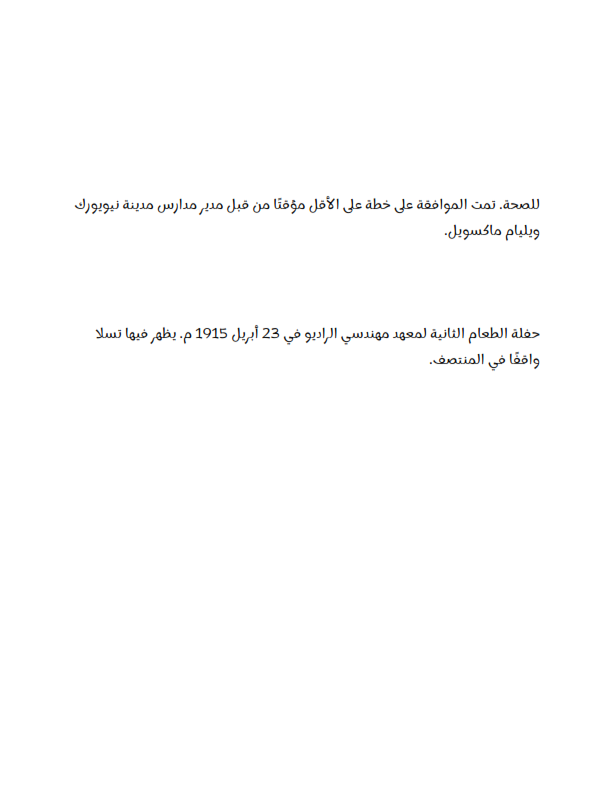 للصحة. تمت الموافقة على خطة على الأقل مؤقتًا من قبل مدير مدارس مدينة نيويورك
ويليام ماكسويل.
حفلة الطعام الثانية لمعهد مهندسي الراديو في 23 أبريل 1915 م. يظهر فيها تسلا
واقفًا في المنتصف.